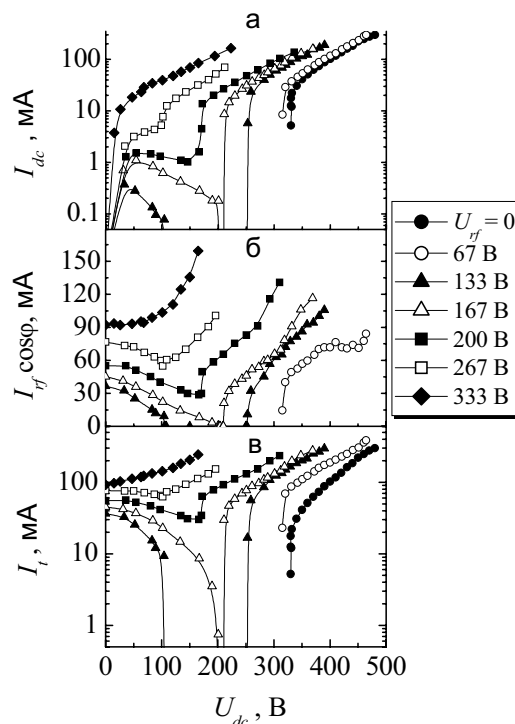 а
I_dc, мА
100
10
1
0.1
б
I_rf cosφ, мА
150
120
90
60
30
0
в
I_t, мА
100
10
1
0 100 200 300 400 500
U_dc, В
U_rf = 0
67 В
133 В
167 В
200 В
267 В
333 В